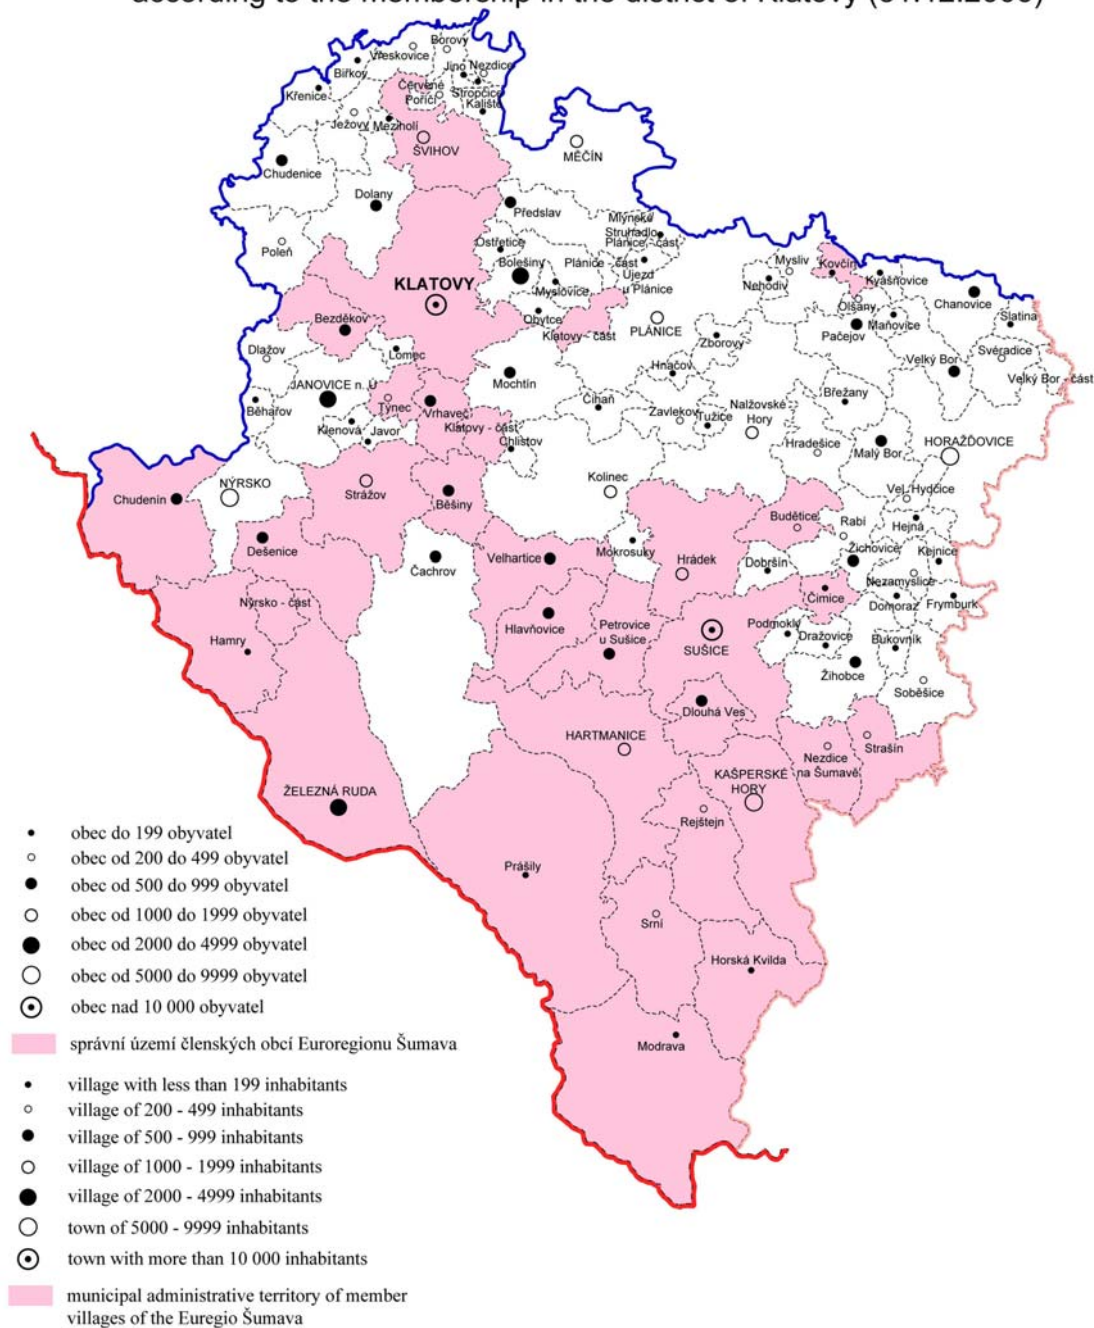 according to the membership in the district of Klatovy
Borovy
Vřeskovice
Jíno
Nezdice
Biřkov
Křenice
Červené
Poříčí
Stropčice
Kaliště
Ježovy
Mezihoří
ŠVIHOV
MĚČÍN
Chudenice
Dolany
Předslav
Mlýnské
Struhadlo
Plánice - část
Poleň
Ostřetice
Bolešiny
Plánice - část
Újezd
u Plánice
Mysliv
Kovčín
Kvášňovice
KLATOVY
Myslovice
Nehodiv
Olšany
Chanovice
Bezděkov
Obytce
Klatovy - část
PLÁNICE
Pačejov
Maňovice
Slatina
Dlažov
Lomec
Zborovy
Velký Bor
Svéradice
JANOVICE n. Ú
Mochtín
Hnačov
Velký Bor - část
Běhařov
Týnec
Vrhaveč
Číhaň
Zavlekov
Tužice
Nalžovské
Hory
Břežany
Klenová
Javor
Klatovy - část
Chlistov
Hradešice
Malý Bor
HORAŽĎOVICE
NÝRSKO
Strážov
Kolinec
Chudenín
Běšiny
Vel. Hydčice
Budětice
Rabí
Hejná
Dešenice
Čachrov
Velhartice
Mokrosuky
Hrádek
Dobršín
Žichovice
Kejnice
Nezamyslice
Nýrsko - část
Čímice
Domoraz
Frymburk
Hamry
Hlavňovice
Petrovice
u Sušice
SUŠICE
Podmokly
Dražovice
Bukovník
Žihobce
Soběšice
Dlouhá Ves
HARTMANICE
Nezdice
na Šumavě
Strašín
KAŠPERSKÉ
HORY
ŽELEZNÁ RUDA
Rejštejn
Prášily
Srní
Horská Kvilda
Modrava
obec do 199 obyvatel
obec od 200 do 499 obyvatel
obec od 500 do 999 obyvatel
obec od 1000 do 1999 obyvatel
obec od 2000 do 4999 obyvatel
obec od 5000 do 9999 obyvatel
obec nad 10 000 obyvatel
správní území členských obcí Euroregionu Šumava
village with less than 199 inhabitants
village of 200 - 499 inhabitants
village of 500 - 999 inhabitants
village of 1000 - 1999 inhabitants
village of 2000 - 4999 inhabitants
town of 5000 - 9999 inhabitants
town with more than 10 000 inhabitants
municipal administrative territory of member
villages of the Euregio Šumava